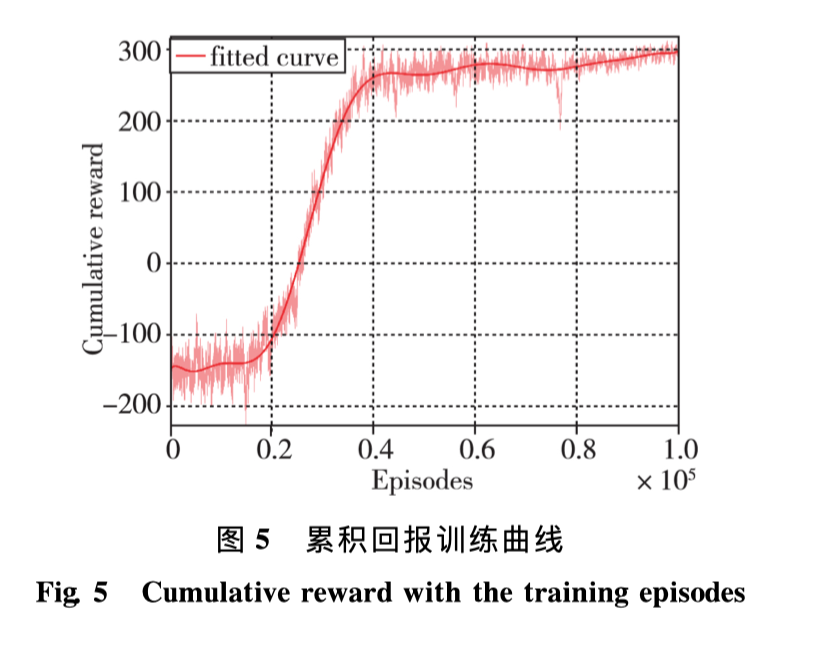 300
200
100
0
−100
−200
Cumulative reward
fitted curve
0 0.2 0.4 0.6 0.8 1.0
Episodes × 10⁵
图 5 累积回报训练曲线
Fig. 5 Cumulative reward with the training episodes